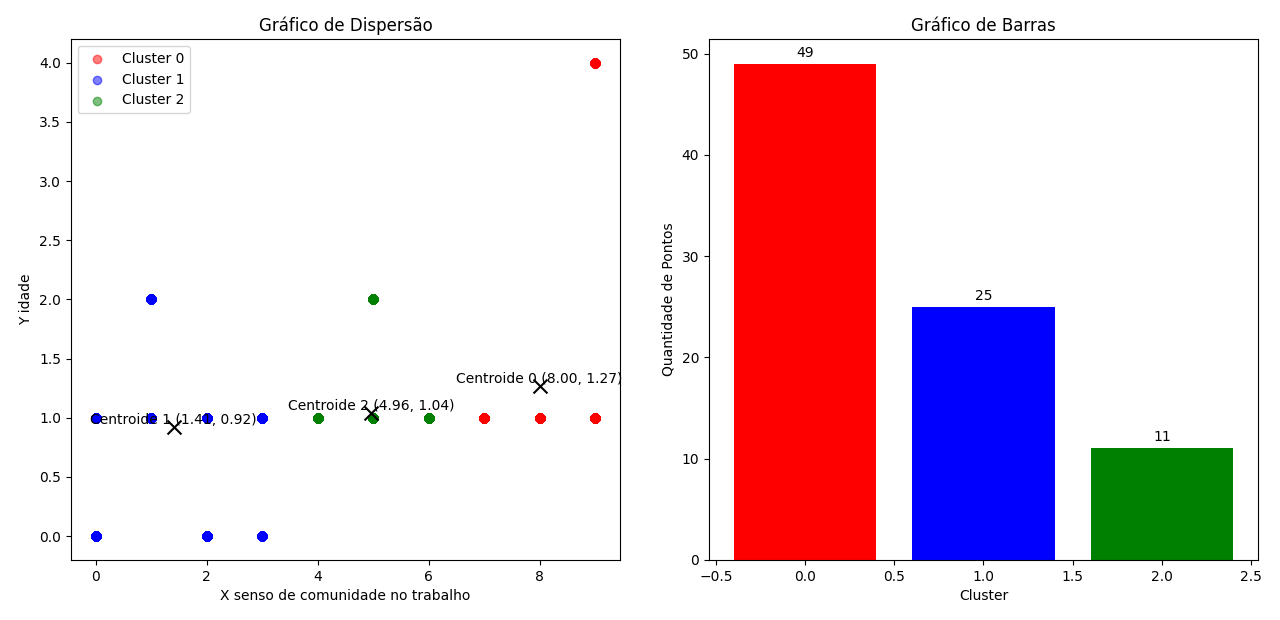 Gráfico de Dispersão
Cluster 0
Cluster 1
Cluster 2
4.0
3.5
3.0
2.5
2.0
1.5
1.0
0.5
0.0
Y idade
Centroide 0 (8.00, 1.27)
Centroide 2 (4.96, 1.04)
Centroide 1 , 0.92)
0
2
4
6
8
X senso de comunidade no trabalho
Gráfico de Barras
50
40
30
20
10
0
Quantidade de Pontos
49
25
11
−0.5
0.0
0.5
1.0
1.5
2.0
2.5
Cluster